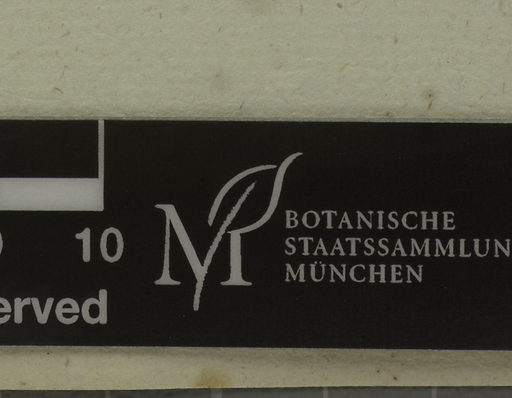 10
erved
BOTANISCHE
STAATSSAMMLUN
MÜNCHEN